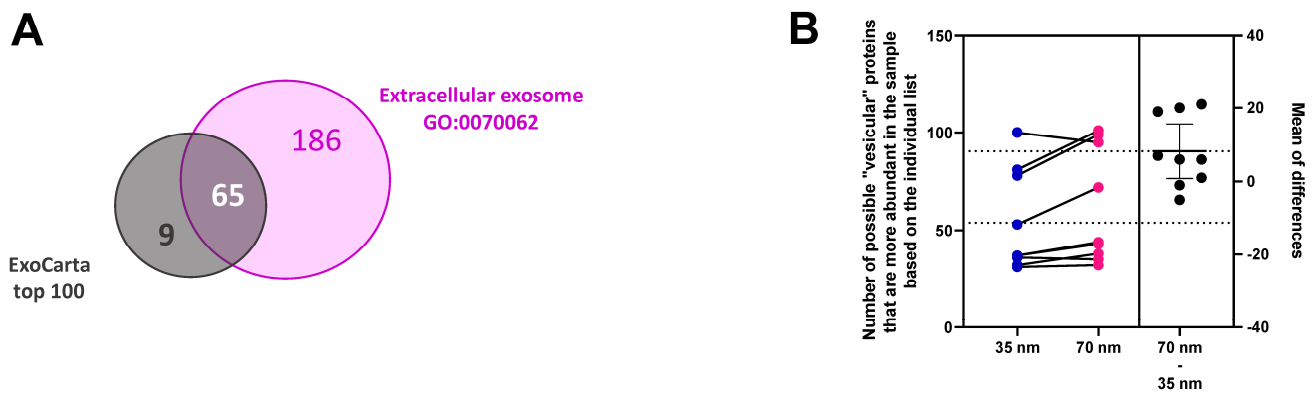 A
Extracellular exosome
GO:0070062
186
65
9
ExoCarta
top 100
B
Number of possible "vesicular" proteins
that are more abundant in the sample
based on the individual list
150
100
50
0
35 nm
70 nm
70 nm
-
35 nm
40
20
0
-20
-40
Mean of differences